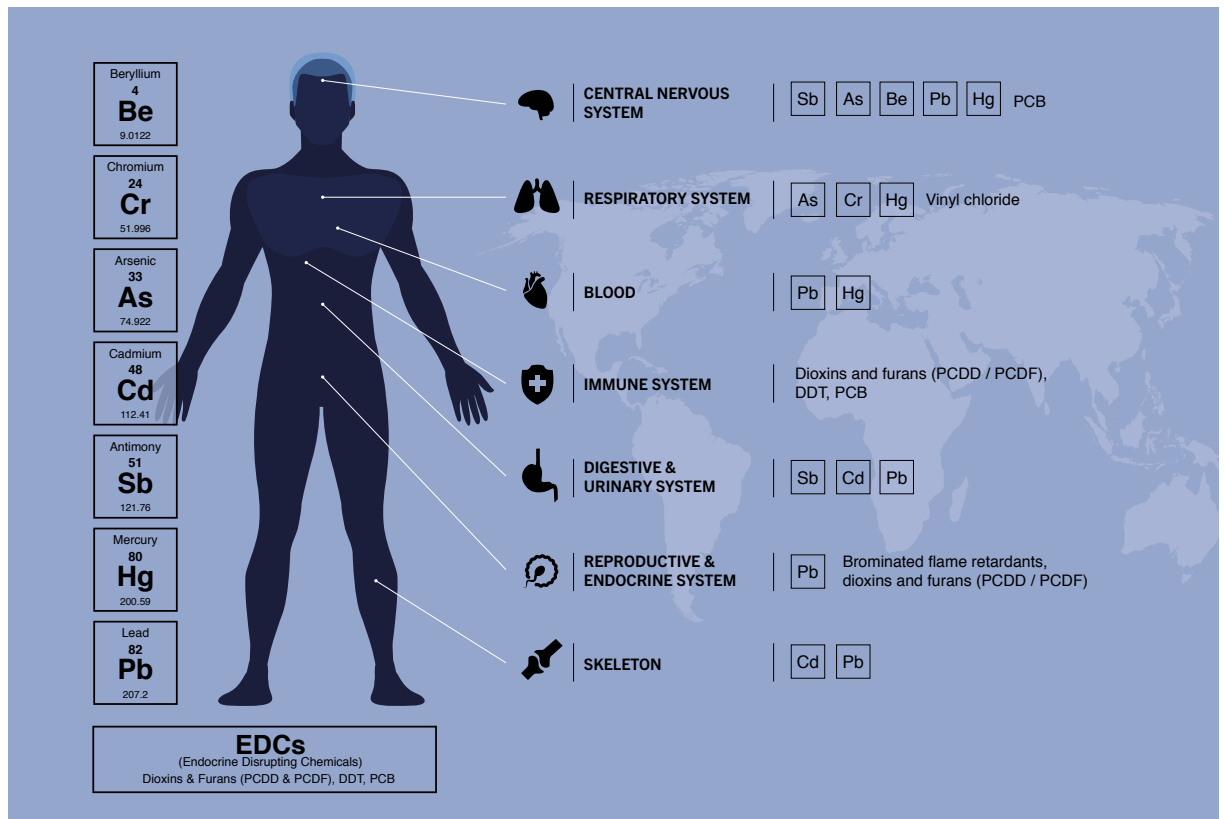 Beryllium
4
Be
9.0122
Chromium
24
Cr
51.996
Arsenic
33
As
74.922
Cadmium
48
Cd
112.41
Antimony
51
Sb
121.76
Mercury
80
Hg
200.59
Lead
82
Pb
207.2
EDCs
(Endocrine Disrupting Chemicals)
Dioxins & Furans (PCDD & PCDF), DDT, PCB
CENTRAL NERVOUS
SYSTEM
Sb As Be Pb Hg PCB
RESPIRATORY SYSTEM
As Cr Hg Vinyl chloride
BLOOD
Pb Hg
IMMUNE SYSTEM
Dioxins and furans (PCDD / PCDF),
DDT, PCB
DIGESTIVE &
URINARY SYSTEM
Sb Cd Pb
REPRODUCTIVE &
ENDOCRINE SYSTEM
Pb
Brominated flame retardants,
dioxins and furans (PCDD / PCDF)
SKELETON
Cd Pb